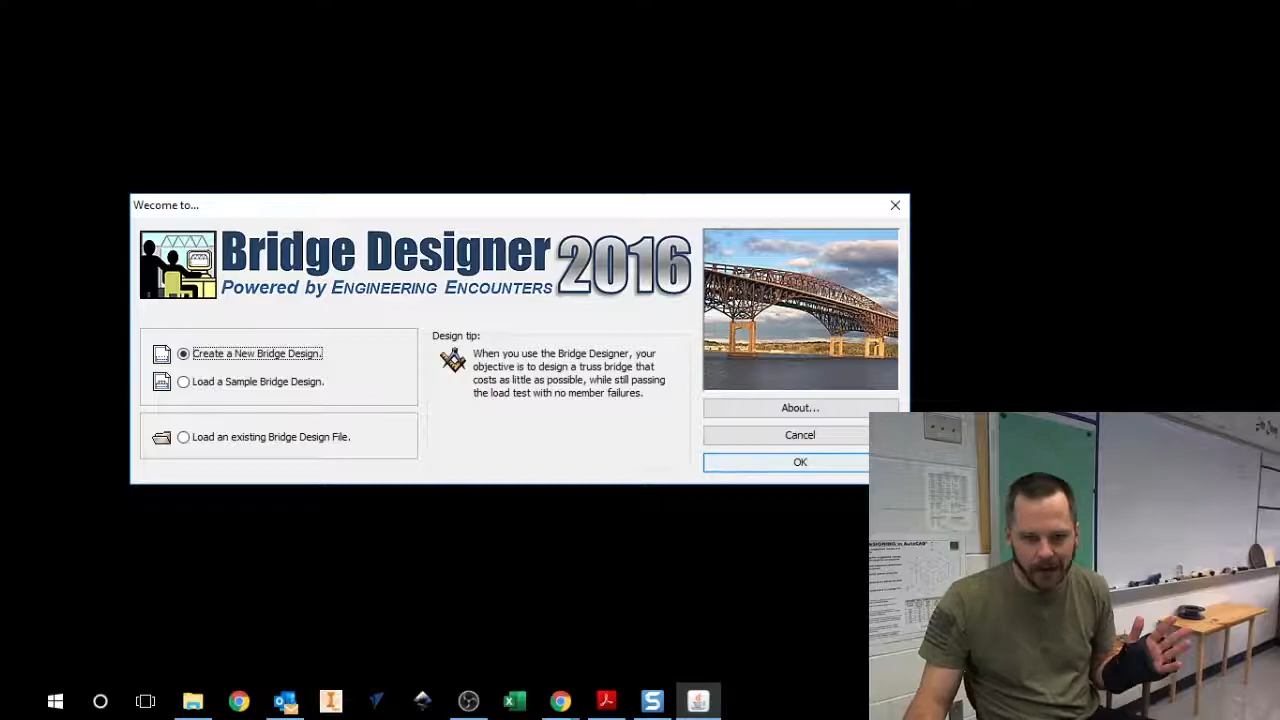 Wecome to...
Bridge Designer 2016
Powered by ENGINEERING ENCOUNTERS
Create a New Bridge Design.
Load a Sample Bridge Design.
Load an existing Bridge Design File.
Design tip:
When you use the Bridge Designer, your
objective is to design a truss bridge that
costs as little as possible, while still passing
the load test with no member failures.
About...
Cancel
OK